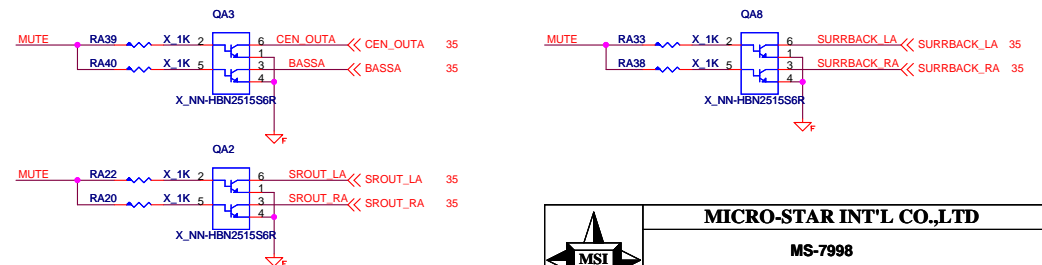 QA3
MUTE RA39 X_1K 2 6 CEN_OUTA CEN_OUTA 35
1
RA40 X_1K 5 3 BASSA BASSA 35
4
X_NN-HBN2515S6R
F
QA8
MUTE RA33 X_1K 2 6 SURRBACK_LA SURRBACK_LA 35
1
RA38 X_1K 5 3 SURRBACK_RA SURRBACK_RA 35
4
X_NN-HBN2515S6R
F
QA2
MUTE RA22 X_1K 2 6 SROUT_LA SROUT_LA 35
1
RA20 X_1K 5 3 SROUT_RA SROUT_RA 35
4
X_NN-HBN2515S6R
F
MICRO-STAR INT'L CO.,LTD
MSI
MS-7998